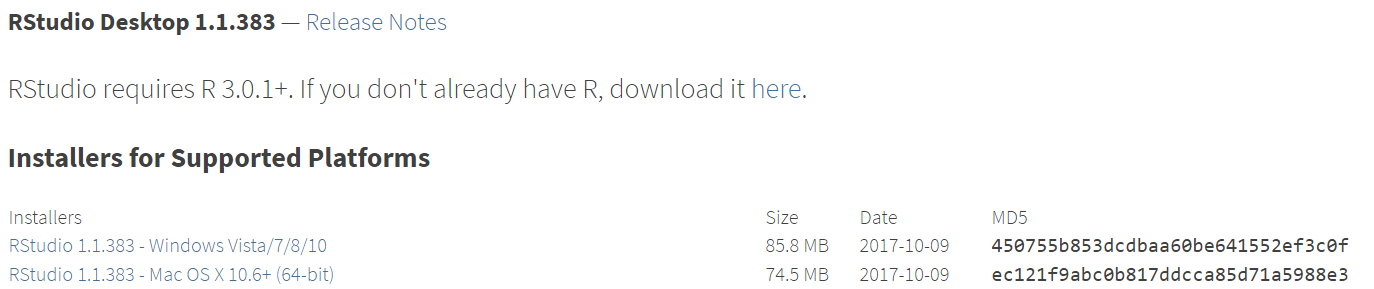 RStudio Desktop 1.1.383 — Release Notes
RStudio requires R 3.0.1+. If you don't already have R, download it here.
Installers for Supported Platforms
Installers Size Date MD5
RStudio 1.1.383 - Windows Vista/7/8/10 85.8 MB 2017-10-09 450755b853dcdbaa60be641552ef3c0f
RStudio 1.1.383 - Mac OS X 10.6+ (64-bit) 74.5 MB 2017-10-09 ec121f9abc0b817ddcca85d71a5988e3